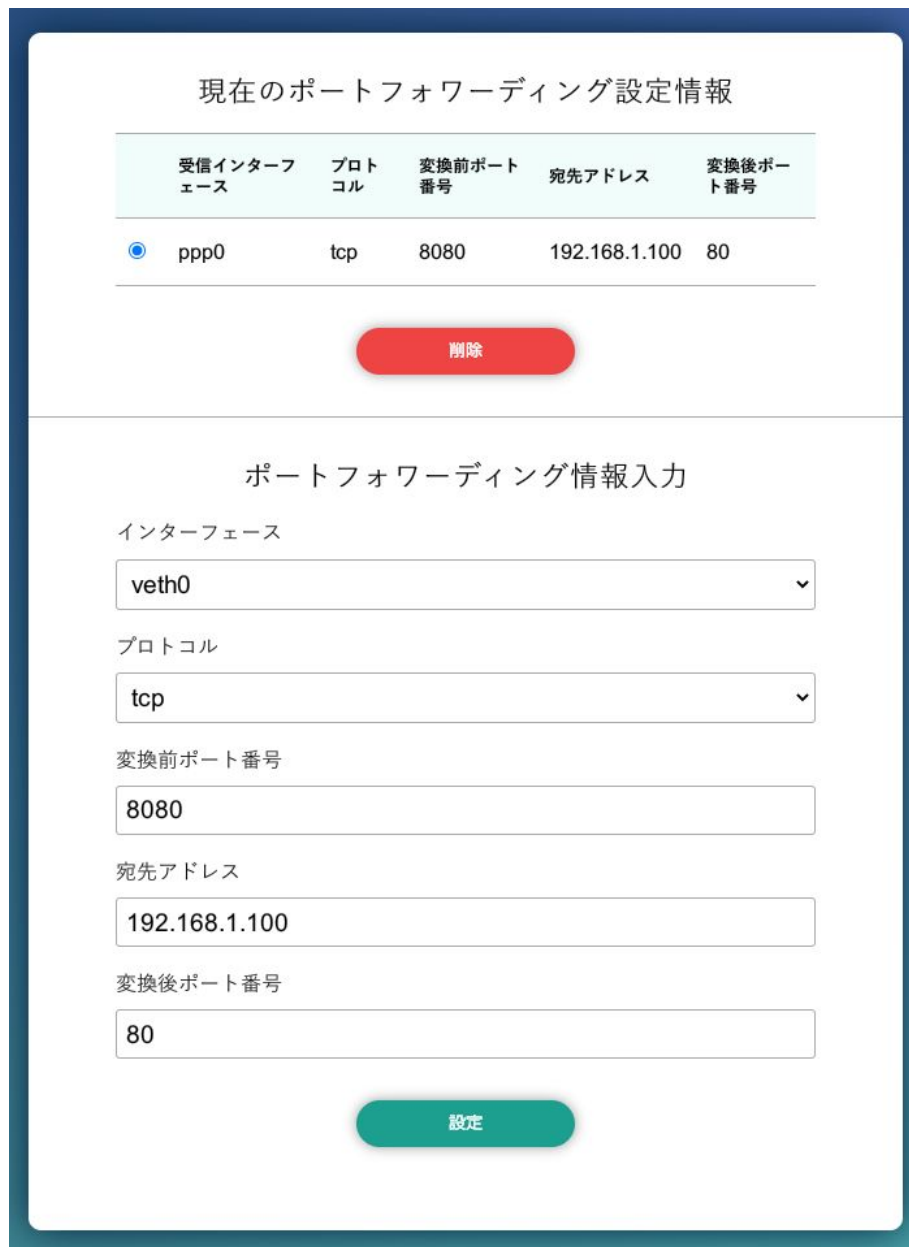 現在のポートフォワーディング設定情報
受信インターフ
ェース
プロト
コル
変換前ポート
番号
宛先アドレス
変換後ポー
ト番号
ppp0
tcp
8080
192.168.1.100
80
削除
ポートフォワーディング情報入力
インターフェース
veth0
プロトコル
tcp
変換前ポート番号
8080
宛先アドレス
192.168.1.100
変換後ポート番号
80
設定